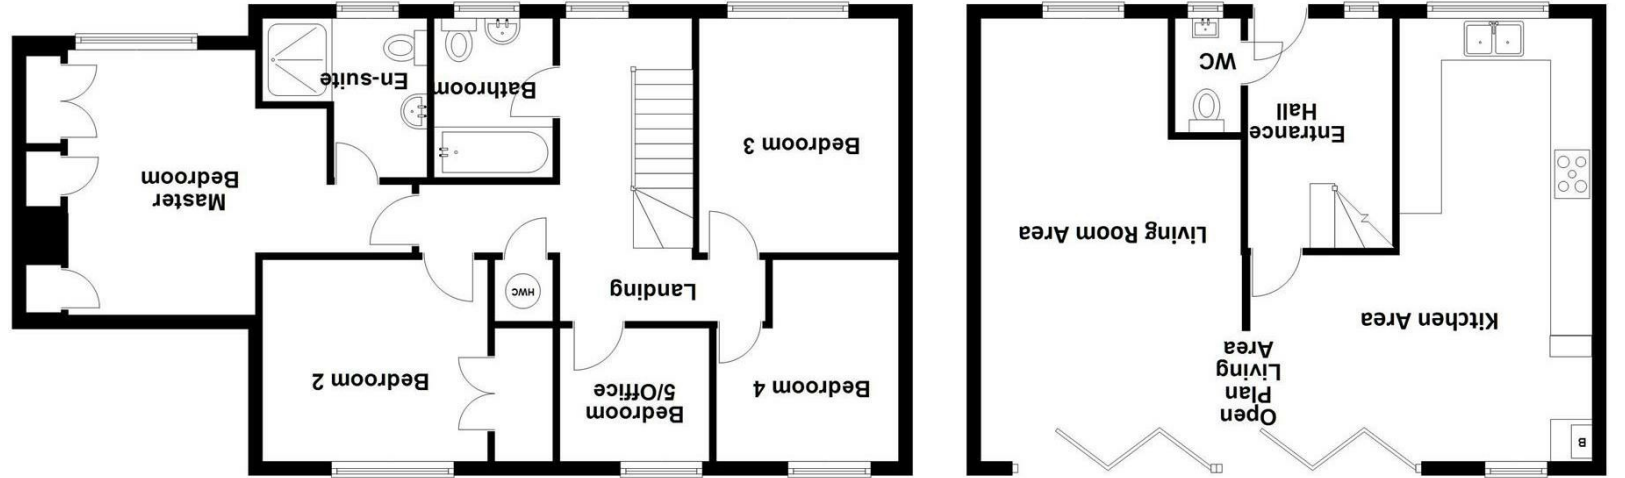 B
Open
Plan
Living
Area
Kitchen Area
Living Room Area
Entrance
Hall
WC
Bedroom 4
Bedroom
5/Office
Bedroom 2
Landing
HWC
Master
Bedroom
Bedroom 3
Bathroom
En-suite